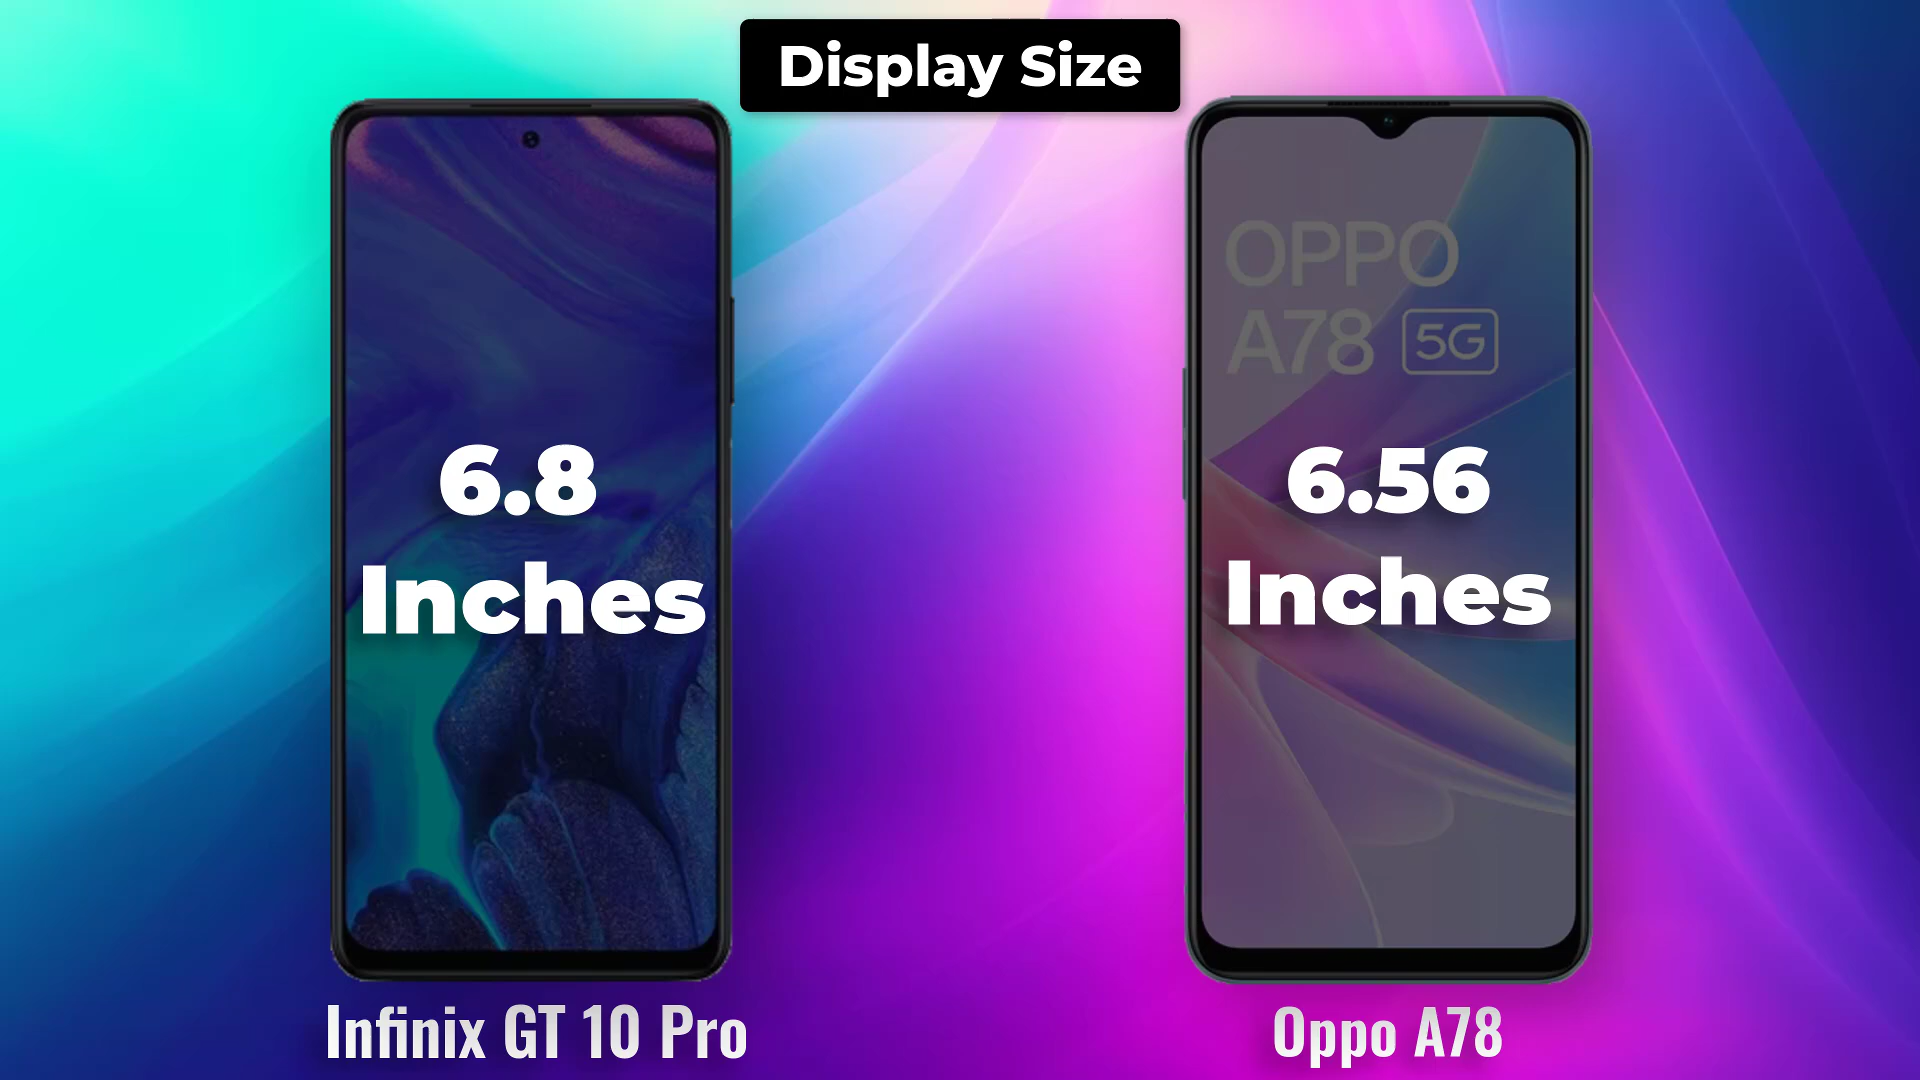 Display Size
6.8
Inches
Infinix GT 10 Pro
OPPO
A78 5G
6.56
Inches
Oppo A78